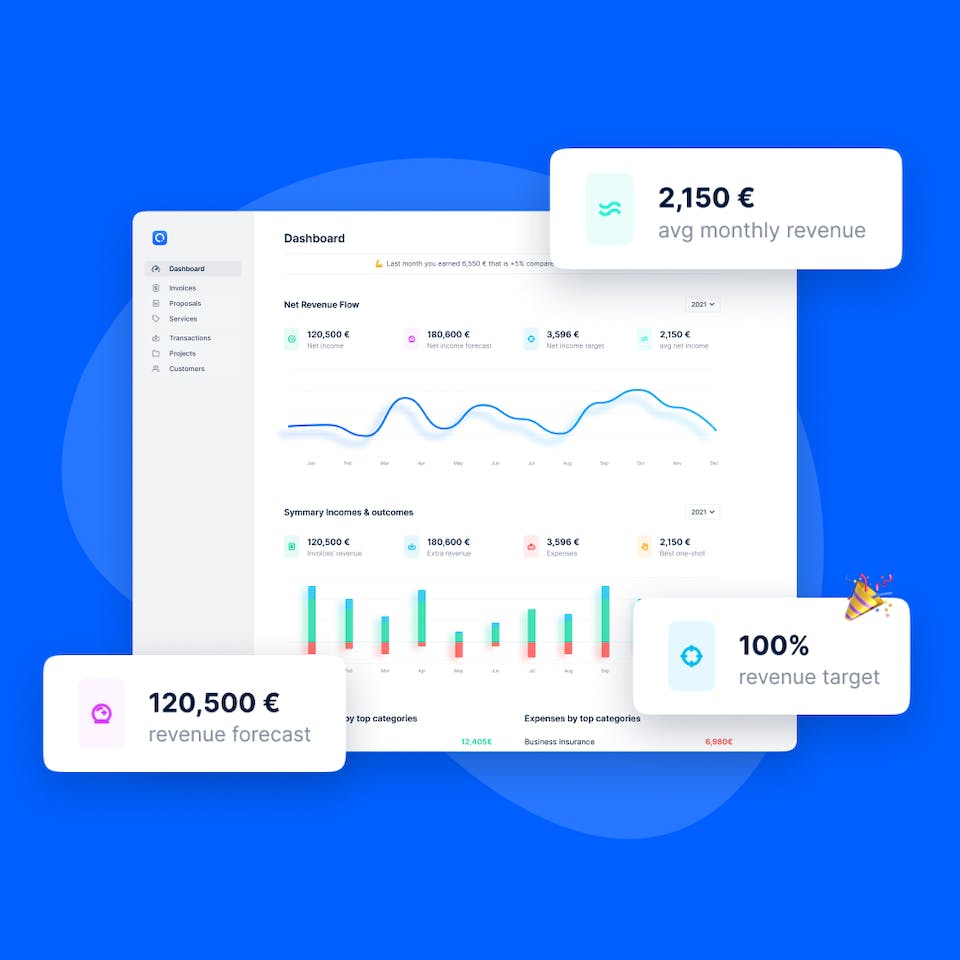 2,150 €
avg monthly revenue
Dashboard
💪 Last month you earned 6,550 € that is +5% compare
Dashboard
Invoices
Proposals
Services
Transactions
Projects
Customers
Net Revenue Flow
2021
120,500 €
Net income
180,600 €
Net income forecast
3,596 €
Net income target
2,150 €
avg net income
Jan Feb Mar Apr May Jun Jul Aug Sep Oct Nov Dec
Symmary Incomes & outcomes
2021
120,500 €
Invoices' revenue
180,600 €
Extra revenue
3,596 €
Expenses
2,150 €
Best one-shot
Feb Mar Apr May Jun Jul Aug Sep
100%
revenue target
120,500 €
revenue forecast
by top categories
12,405€
Expenses by top categories
Business Insurance 6,980€